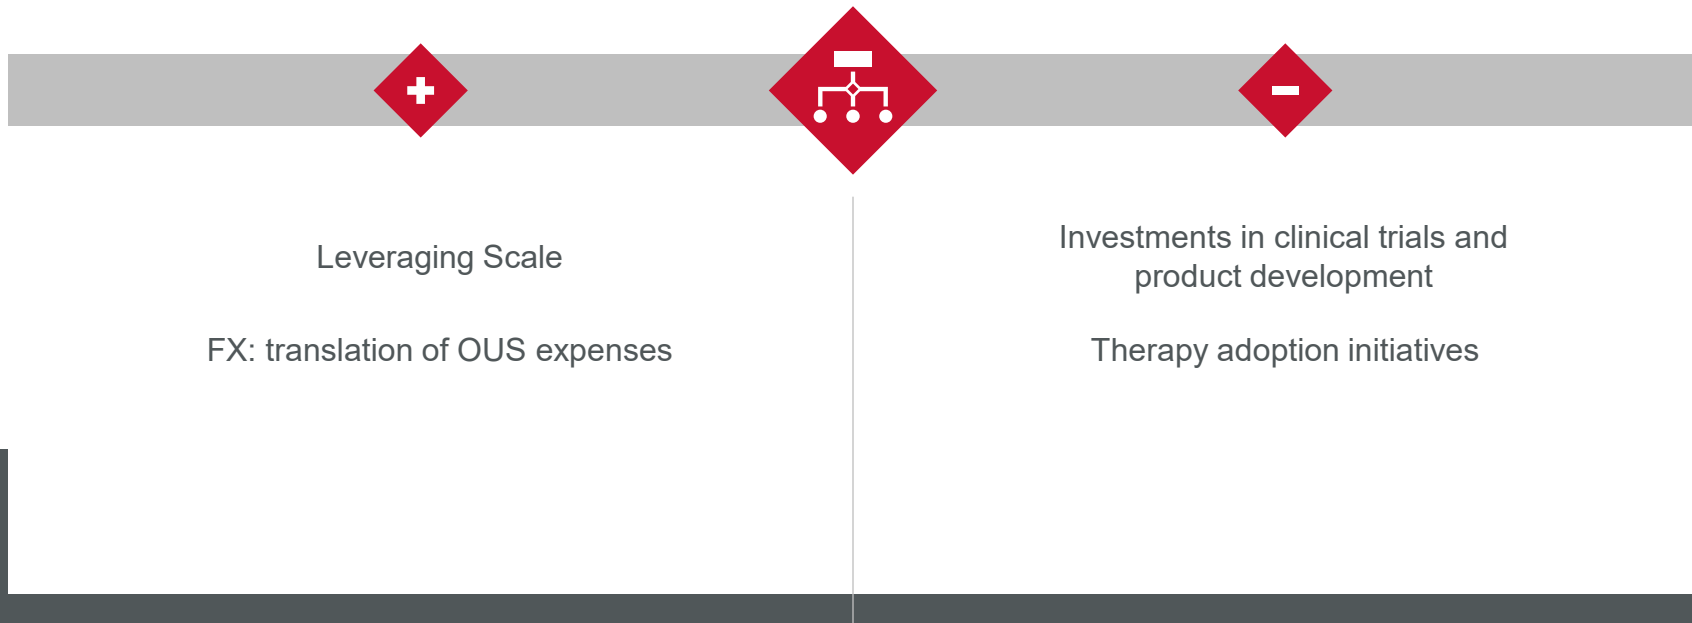 Leveraging Scale
FX: translation of OUS expenses
Investments in clinical trials and
product development
Therapy adoption initiatives